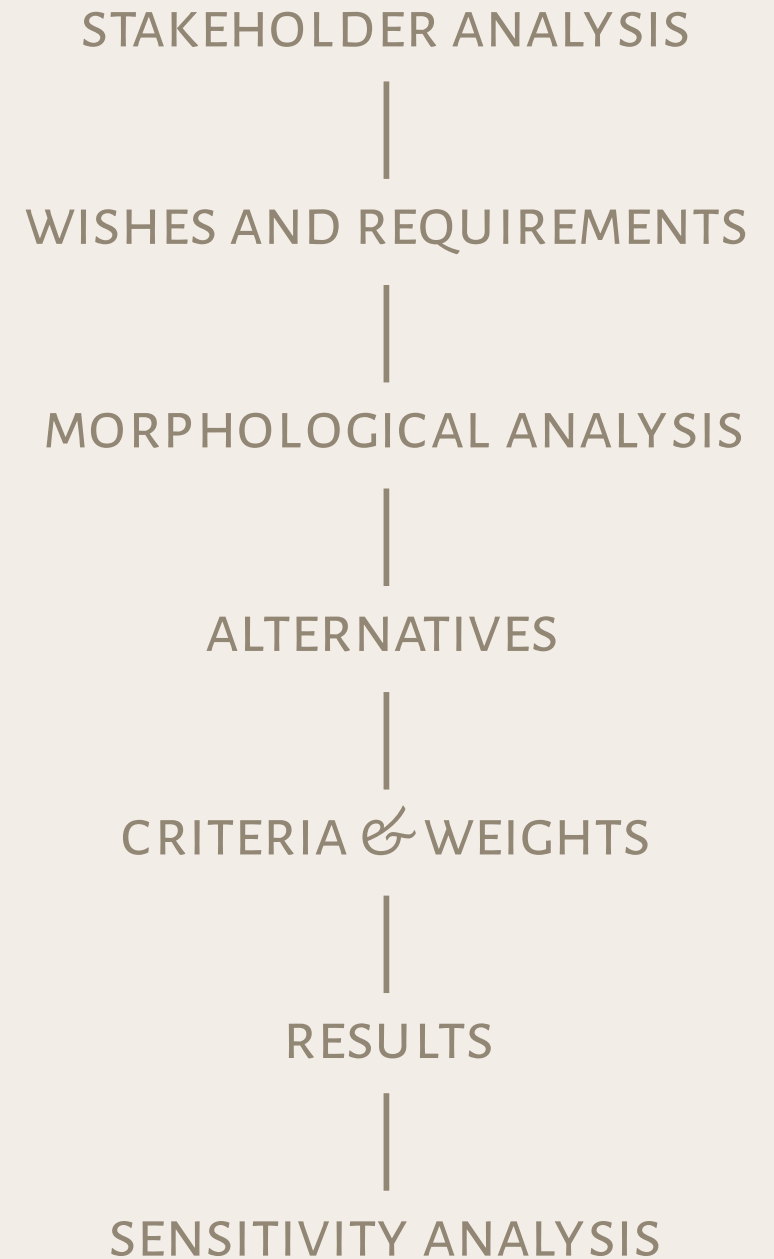 STAKEHOLDER ANALYSIS
WISHES AND REQUIREMENTS
MORPHOLOGICAL ANALYSIS
ALTERNATIVES
CRITERIA & WEIGHTS
RESULTS
SENSITIVITY ANALYSIS